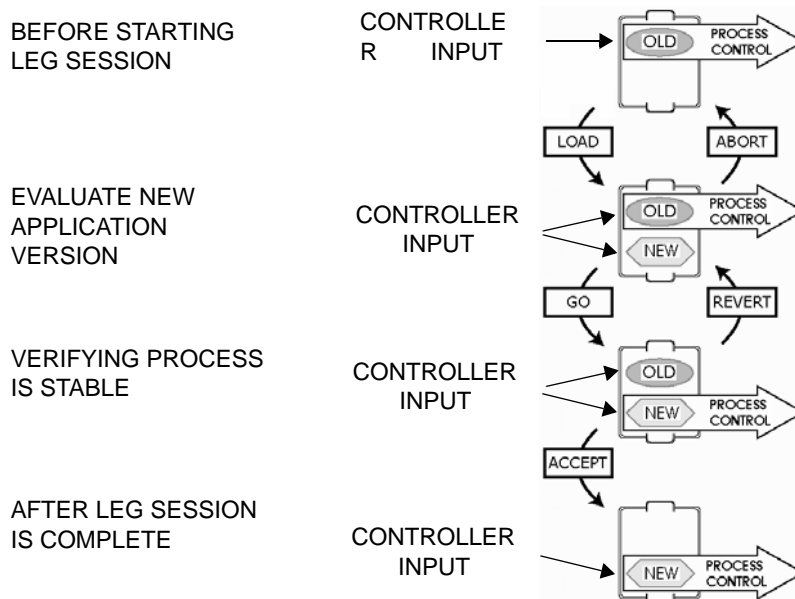 BEFORE STARTING
LEG SESSION
CONTROLLE
R INPUT
OLD
PROCESS
CONTROL
LOAD
ABORT
EVALUATE NEW
APPLICATION
VERSION
CONTROLLER
INPUT
OLD
PROCESS
CONTROL
NEW
GO
REVERT
VERIFYING PROCESS
IS STABLE
CONTROLLER
INPUT
OLD
NEW
PROCESS
CONTROL
ACCEPT
AFTER LEG SESSION
IS COMPLETE
CONTROLLER
INPUT
NEW
PROCESS
CONTROL